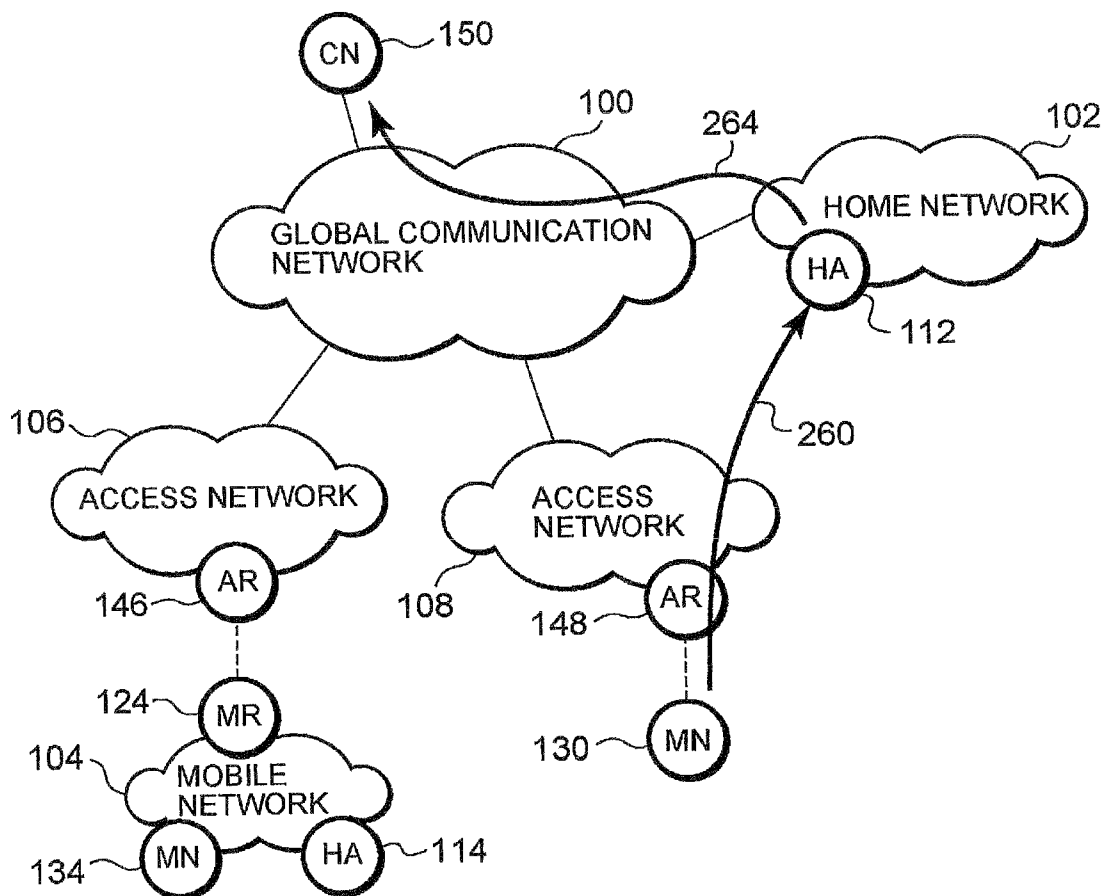 CN
150
100
264
102
GLOBAL COMMUNICATION
NETWORK
HOME NETWORK
HA
112
106
260
ACCESS NETWORK
ACCESS
NETWORK
AR
146
108
AR
148
124
MR
130
MN
104
MOBILE
NETWORK
MN
HA
114
134